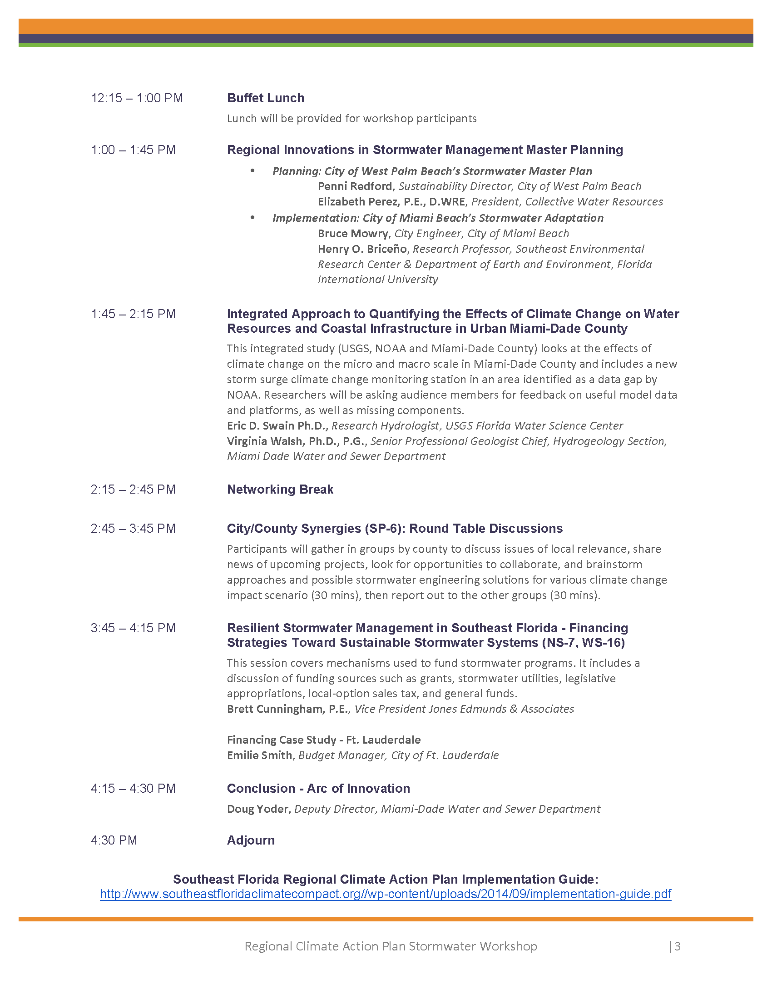 12:15 – 1:00 PM Buffet Lunch
Lunch will be provided for workshop participants
1:00 – 1:45 PM Regional Innovations in Stormwater Management Master Planning
• Planning: City of West Palm Beach’s Stormwater Master Plan
Penni Redford, Sustainability Director, City of West Palm Beach
Elizabeth Perez, P.E., D.WRE, President, Collective Water Resources
• Implementation: City of Miami Beach’s Stormwater Adaptation
Bruce Mowry, City Engineer, City of Miami Beach
Henry O. Briceño, Research Professor, Southeast Environmental
Research Center & Department of Earth and Environment, Florida
International University
1:45 – 2:15 PM Integrated Approach to Quantifying the Effects of Climate Change on Water
Resources and Coastal Infrastructure in Urban Miami-Dade County
This integrated study (USGS, NOAA and Miami-Dade County) looks at the effects of
climate change on the micro and macro scale in Miami-Dade County and includes a new
storm surge climate change monitoring station in an area identified as a data gap by
NOAA. Researchers will be asking audience members for feedback on useful model data
and platforms, as well as missing components.
Eric D. Swain Ph.D., Research Hydrologist, USGS Florida Water Science Center
Virginia Walsh, Ph.D., P.G., Senior Professional Geologist Chief, Hydrogeology Section,
Miami Dade Water and Sewer Department
2:15 – 2:45 PM Networking Break
2:45 – 3:45 PM City/County Synergies (SP-6): Round Table Discussions
Participants will gather in groups by county to discuss issues of local relevance, share
news of upcoming projects, look for opportunities to collaborate, and brainstorm
approaches and possible stormwater engineering solutions for various climate change
impact scenario (30 mins), then report out to the other groups (30 mins).
3:45 – 4:15 PM Resilient Stormwater Management in Southeast Florida - Financing
Strategies Toward Sustainable Stormwater Systems (NS-7, WS-16)
This session covers mechanisms used to fund stormwater programs. It includes a
discussion of funding sources such as grants, stormwater utilities, legislative
appropriations, local-option sales tax, and general funds.
Brett Cunningham, P.E., Vice President Jones Edmunds & Associates
Financing Case Study - Ft. Lauderdale
Emilie Smith, Budget Manager, City of Ft. Lauderdale
4:15 – 4:30 PM Conclusion - Arc of Innovation
Doug Yoder, Deputy Director, Miami-Dade Water and Sewer Department
4:30 PM Adjourn
Southeast Florida Regional Climate Action Plan Implementation Guide:
http://www.southeastfloridaclimatecompact.org//wp-content/uploads/2014/09/implementation-guide.pdf
Regional Climate Action Plan Stormwater Workshop |3